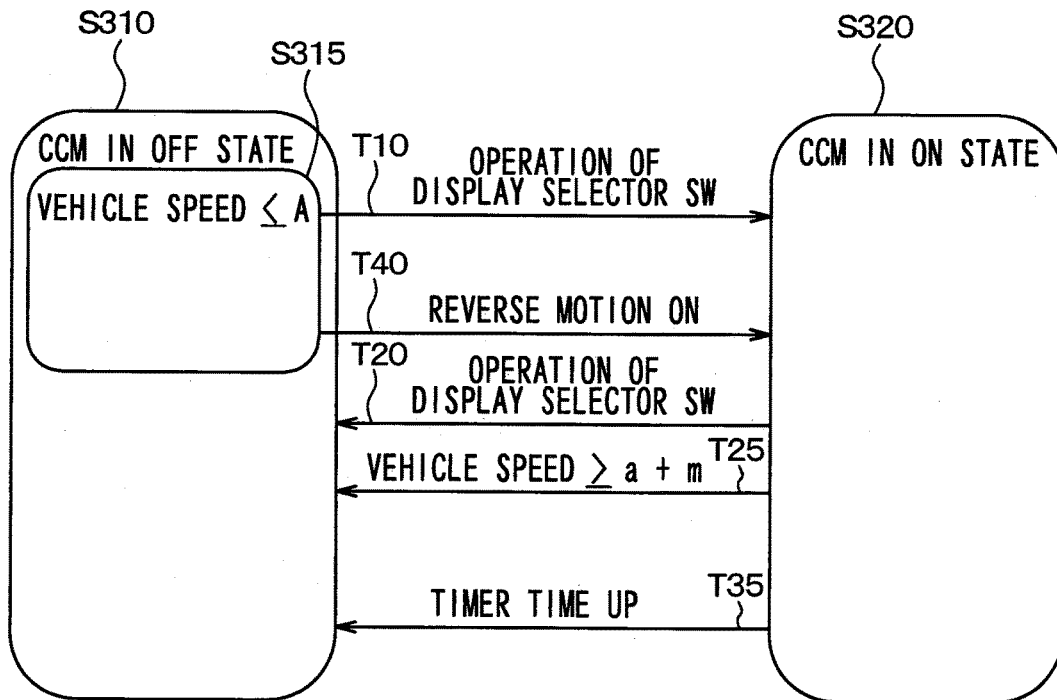 S310
S315
S320
CCM IN OFF STATE
VEHICLE SPEED ≤ A
CCM IN ON STATE
T10
OPERATION OF
DISPLAY SELECTOR SW
T40
REVERSE MOTION ON
T20
OPERATION OF
DISPLAY SELECTOR SW
VEHICLE SPEED ≥ a + m
T25
TIMER TIME UP
T35